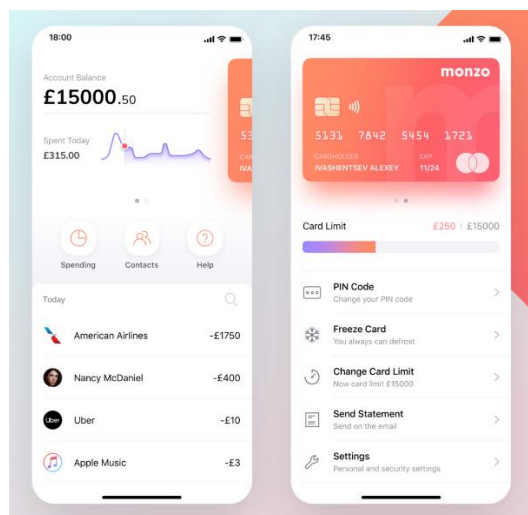 18:00
Account Balance
£15000.50
Spent Today
£315.00
Spending
Contacts
Help
Today
American Airlines
-£1750
Nancy McDaniel
-£400
Uber
Uber
-£10
Apple Music
-£3
17:45
monzo
5131 7842 5454 1721
CARDHOLDER
EXP
IVASHENTSEV ALEXEY
11/24
Card Limit
£250 | £15000
PIN Code
Change your PIN code
Freeze Card
You always can defrost
Change Card Limit
Now card limit £15000
Send Statement
Send on the email
Settings
Personal and security settings